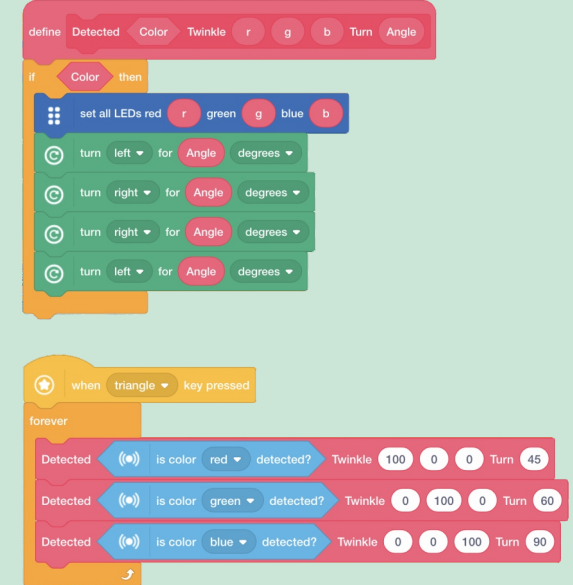 define Detected Color Twinkle r g b Turn Angle
if Color then
set all LEDs red r green g blue b
turn left for Angle degrees
turn right for Angle degrees
turn right for Angle degrees
turn left for Angle degrees
when triangle key pressed
forever
Detected is color red detected? Twinkle 100 0 0 Turn 45
Detected is color green detected? Twinkle 0 100 0 Turn 60
Detected is color blue detected? Twinkle 0 0 100 Turn 90